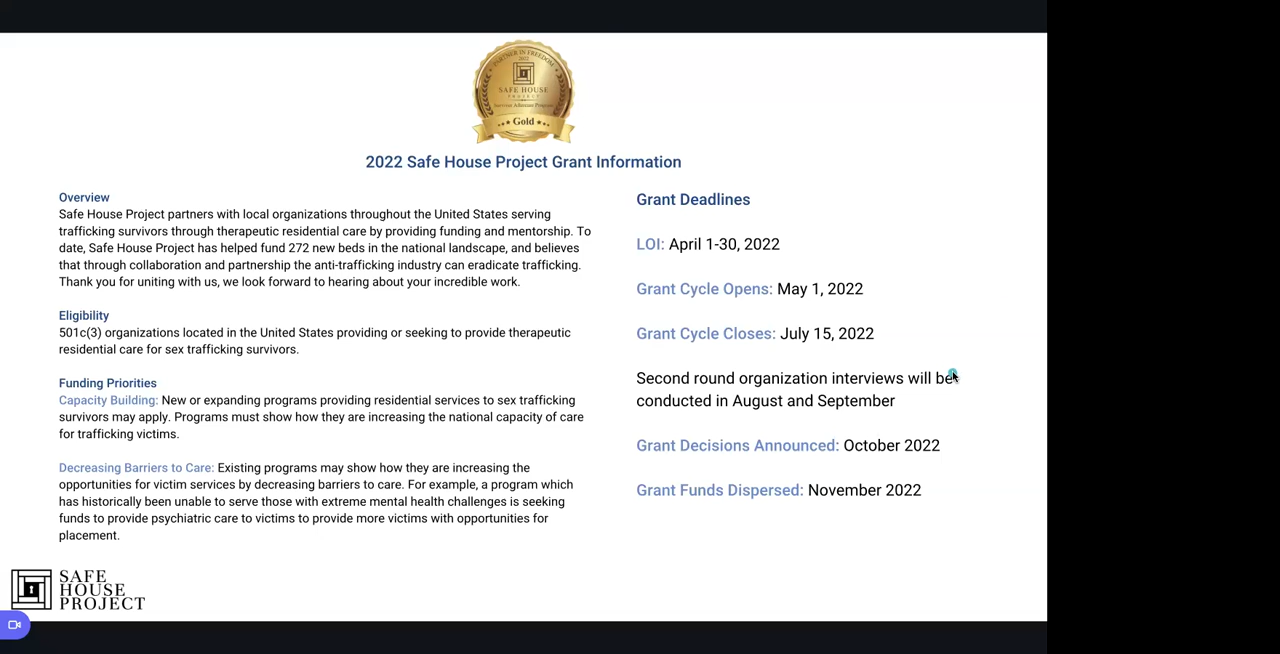 PARTNER IN FREEDOM
2022
SAFE HOUSE
PROJECT
Gold
2022 Safe House Project Grant Information
Overview
Safe House Project partners with local organizations throughout the United States serving
trafficking survivors through therapeutic residential care by providing funding and mentorship. To
date, Safe House Project has helped fund 272 new beds in the national landscape, and believes
that through collaboration and partnership the anti-trafficking industry can eradicate trafficking.
Thank you for uniting with us, we look forward to hearing about your incredible work.
Eligibility
501c(3) organizations located in the United States providing or seeking to provide therapeutic
residential care for sex trafficking survivors.
Funding Priorities
Capacity Building: New or expanding programs providing residential services to sex trafficking
survivors may apply. Programs must show how they are increasing the national capacity of care
for trafficking victims.
Decreasing Barriers to Care: Existing programs may show how they are increasing the
opportunities for victim services by decreasing barriers to care. For example, a program which
has historically been unable to serve those with extreme mental health challenges is seeking
funds to provide psychiatric care to victims to provide more victims with opportunities for
placement.
Grant Deadlines
LOI: April 1-30, 2022
Grant Cycle Opens: May 1, 2022
Grant Cycle Closes: July 15, 2022
Second round organization interviews will be
conducted in August and September
Grant Decisions Announced: October 2022
Grant Funds Dispersed: November 2022
SAFE
HOUSE
PROJECT